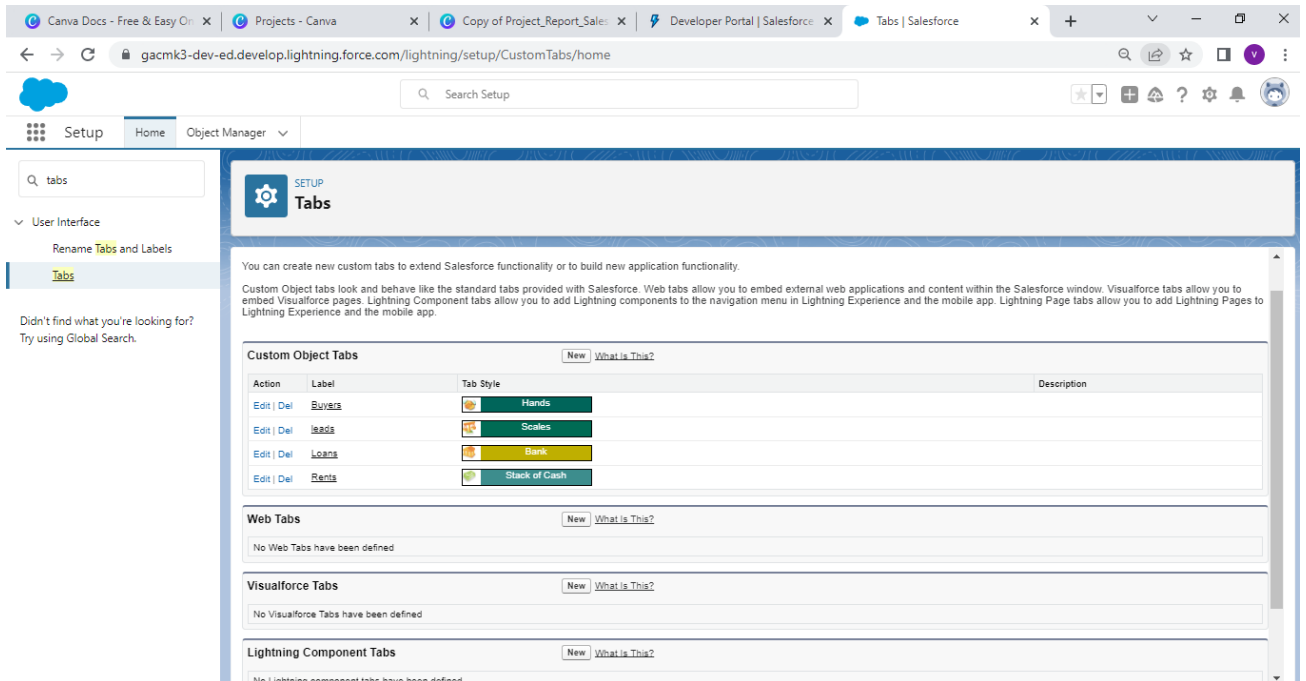 Canva Docs - Free & Easy On
Projects - Canva
Copy of Project_Report_Sales
Developer Portal | Salesforce
Tabs | Salesforce
gacmk3-dev-ed.develop.lightning.force.com/lightning/setup/CustomTabs/home
V
Search Setup
Setup
Home
Object Manager
tabs
User Interface
Rename Tabs and Labels
Tabs
Didn't find what you're looking for?
Try using Global Search.
SETUP
Tabs
You can create new custom tabs to extend Salesforce functionality or to build new application functionality.
Custom Object tabs look and behave like the standard tabs provided with Salesforce. Web tabs allow you to embed external web applications and content within the Salesforce window. Visualforce tabs allow you to
embed Visualforce pages. Lightning Component tabs allow you to add Lightning components to the navigation menu in Lightning Experience and the mobile app. Lightning Page tabs allow you to add Lightning Pages to
Lightning Experience and the mobile app.
Custom Object Tabs New What Is This?
Action Label Tab Style Description
Edit | Del Buyers Hands
Edit | Del leads Scales
Edit | Del Loans Bank
Edit | Del Rents Stack of Cash
Web Tabs New What Is This?
No Web Tabs have been defined
Visualforce Tabs New What Is This?
No Visualforce Tabs have been defined
Lightning Component Tabs New What Is This?
No Lightning component tabs have been defined